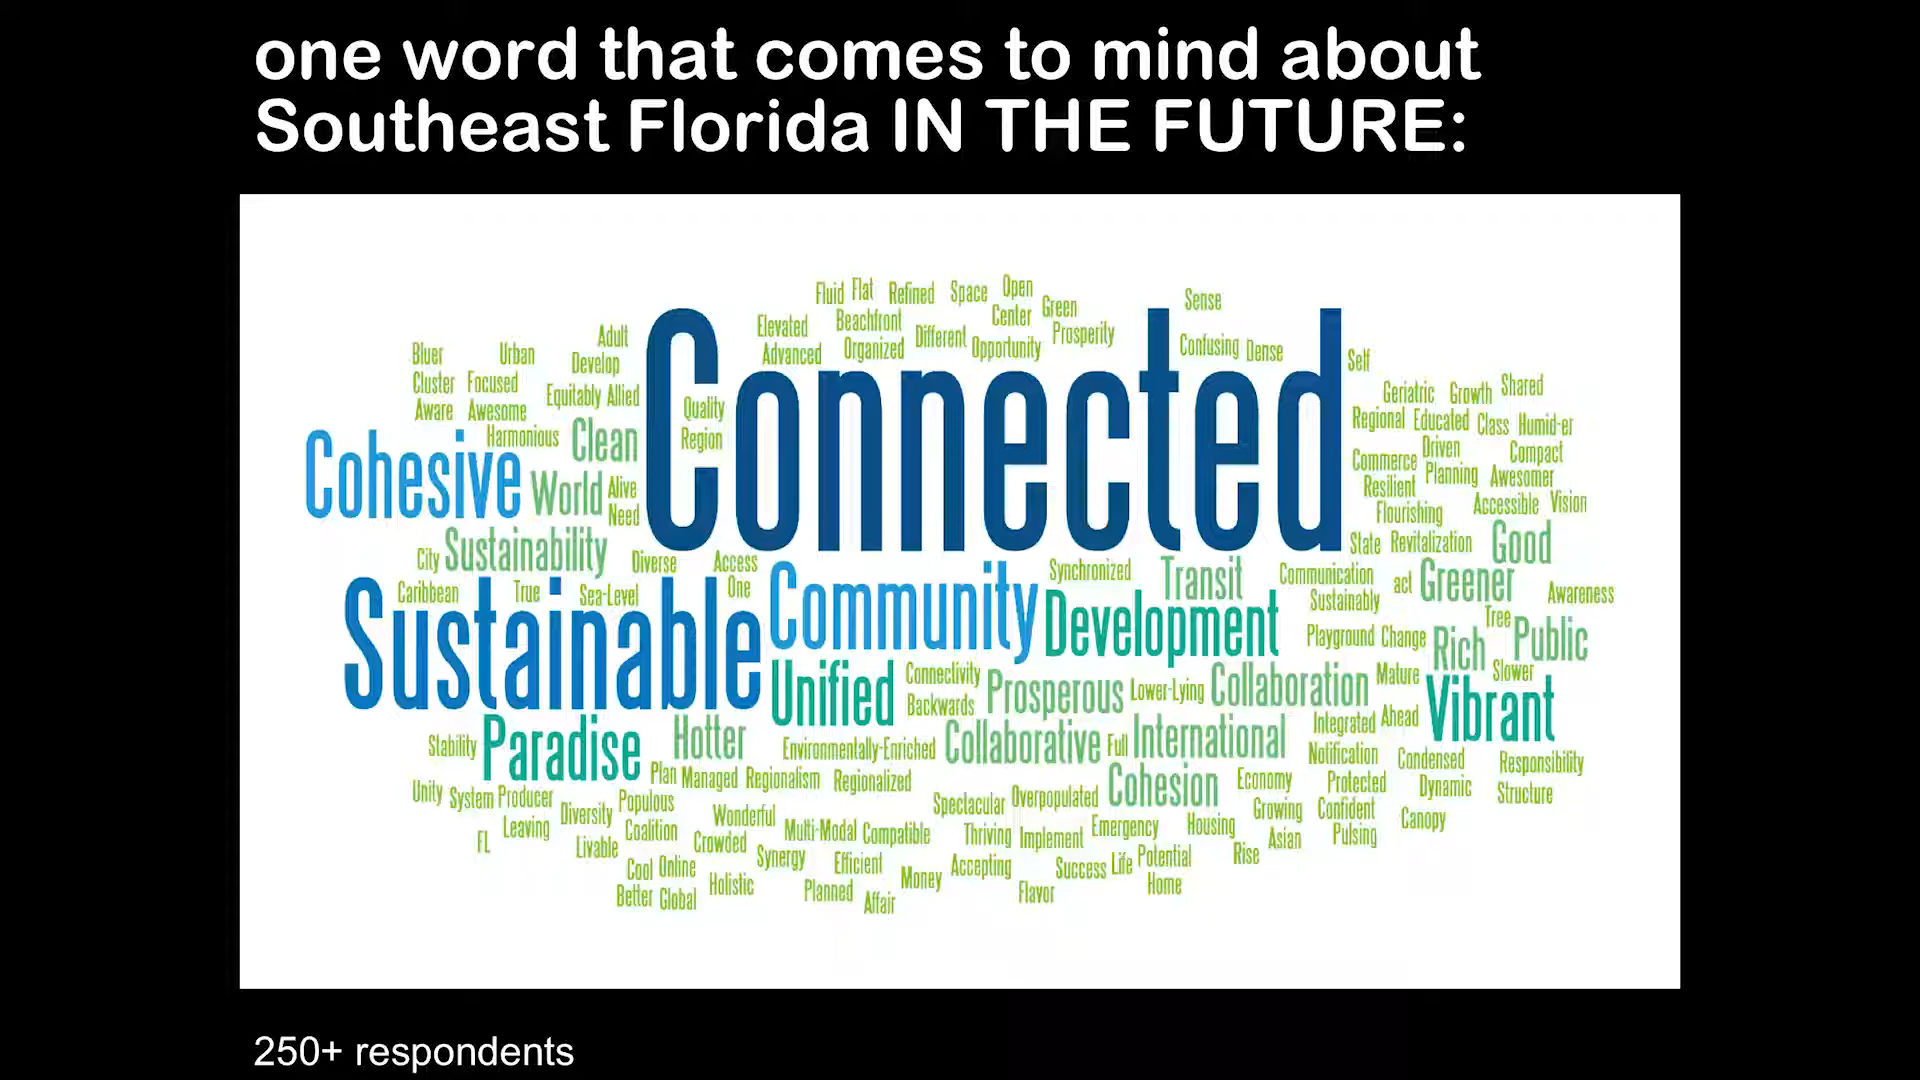 one word that comes to mind about
Southeast Florida IN THE FUTURE:
Fluid Flat Refined Space Open
Sense
Elevated Beachfront Different Center Green
Adult
Advanced Organized Opportunity Prosperity
Confusing Dense
Bluer Urban Develop
Self
Cluster Focused Equitably Allied
Connected
Geriatric Growth Shared
Aware Awesome Quality
Regional Educated Class Humid-er
Harmonious Clean Region
Driven Compact
Cohesive World Alive
Commerce Planning Awesomer
Need
Resilient Accessible Vision
Flourishing
Sustainability
State Revitalization Good
City Diverse Access
Synchronized Transit Communication act Greener
Caribbean True Sea-Level One
Sustainably Awareness
Sustainable Community Development
Tree
Playground Change Rich Public
Unified Connectivity Prosperous Lower-Lying Collaboration Mature Slower
Backwards
Vibrant
Integrated Ahead
Stability Paradise Hotter Environmentally-Enriched Collaborative Full International
Notification Condensed Responsibility
Plan Managed Regionalism Regionalized Cohesion Economy Protected Dynamic
Unity System Producer Populous Spectacular Overpopulated
Structure
Diversity Wonderful Growing Confident Canopy
Leaving Coalition Multi-Modal Compatible Thriving Implement Emergency Housing Pulsing
FL Livable Crowded Asian
Synergy Efficient Potential Rise
Cool Online Accepting Success Life
Better Global Holistic Planned Money Flavor Home
Affair
250+ respondents